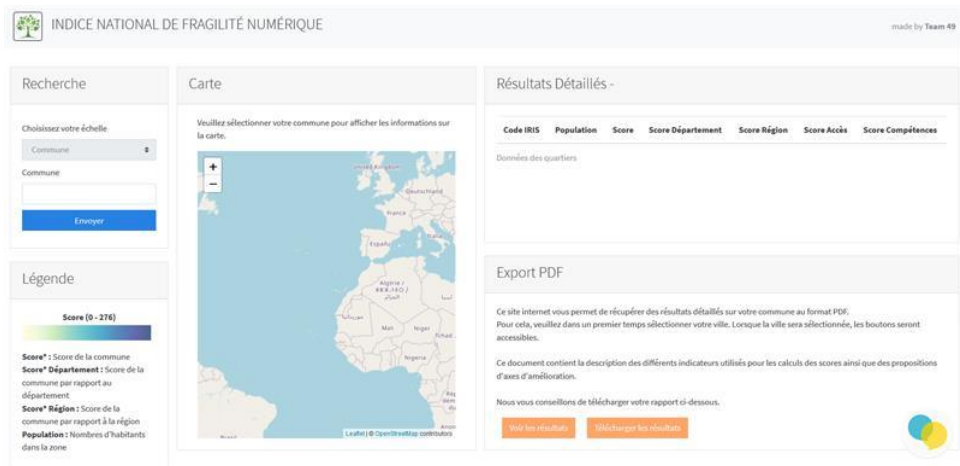 INDICE NATIONAL DE FRAGILITÉ NUMÉRIQUE
made by Team 49
Recherche
Choisissez votre échelle
Commune
Commune
Envoyer
Légende
Score (0 - 276)
Score* : Score de la commune
Score* Département : Score de la
commune par rapport au
département
Score* Région : Score de la
commune par rapport à la région
Population : Nombres d'habitants
dans la zone
Carte
Veuillez sélectionner votre commune pour afficher les informations sur
la carte.
+
−
United Kingdom
Deutschland
France
España
Italia
Mali
Niger
Tchad
Nigeria
Brasil
Leaflet | © OpenStreetMap contributors
Résultats Détaillés -
Code IRIS Population Score Score Département Score Région Score Accès Score Compétences
Données des quartiers
Export PDF
Ce site internet vous permet de récupérer des résultats détaillés sur votre commune au format PDF.
Pour cela, veuillez dans un premier temps sélectionner votre ville. Lorsque la ville sera sélectionnée, les boutons seront
accessibles.
Ce document contient la description des différents indicateurs utilisés pour les calculs des scores ainsi que des propositions
d'axes d'amélioration.
Nous vous conseillons de télécharger votre rapport ci-dessous.
Voir les résultats
Télécharger les résultats